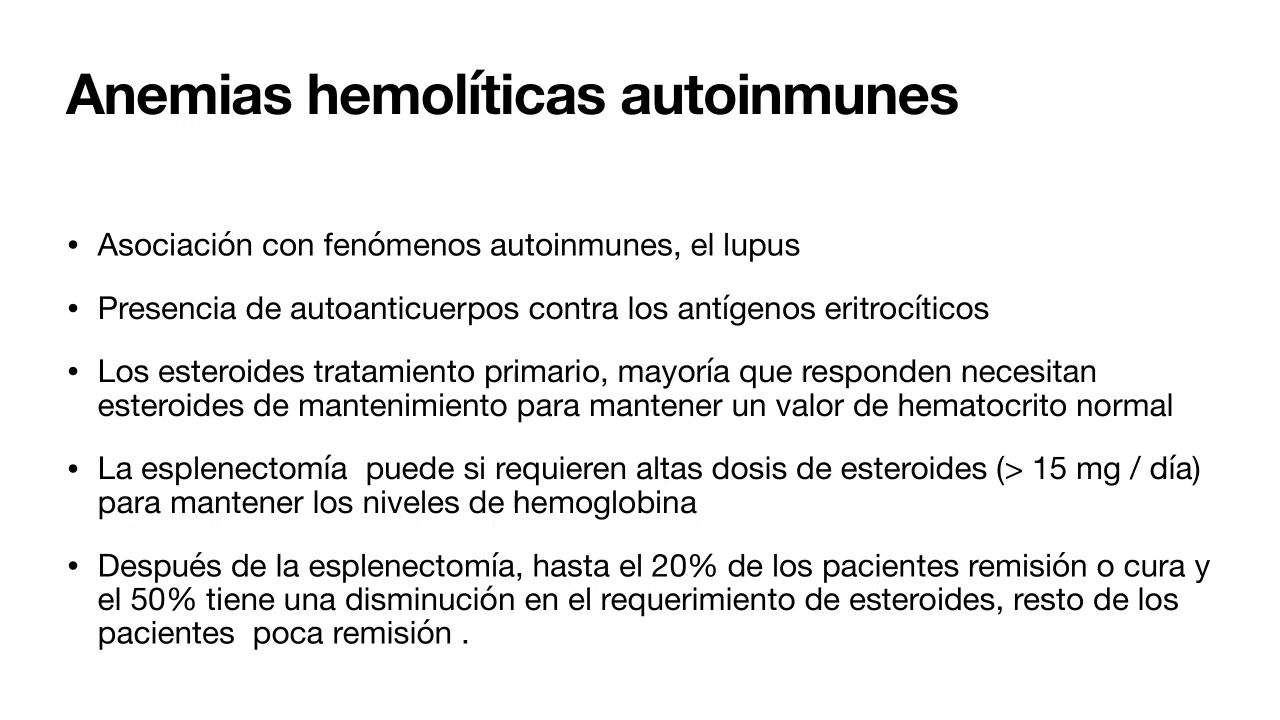 Anemias hemolíticas autoinmunes
• Asociación con fenómenos autoinmunes, el lupus
• Presencia de autoanticuerpos contra los antígenos eritrocíticos
• Los esteroides tratamiento primario, mayoría que responden necesitan
esteroides de mantenimiento para mantener un valor de hematocrito normal
• La esplenectomía  puede si requieren altas dosis de esteroides (> 15 mg / día)
para mantener los niveles de hemoglobina
• Después de la esplenectomía, hasta el 20% de los pacientes remisión o cura y
el 50% tiene una disminución en el requerimiento de esteroides, resto de los
pacientes  poca remisión .